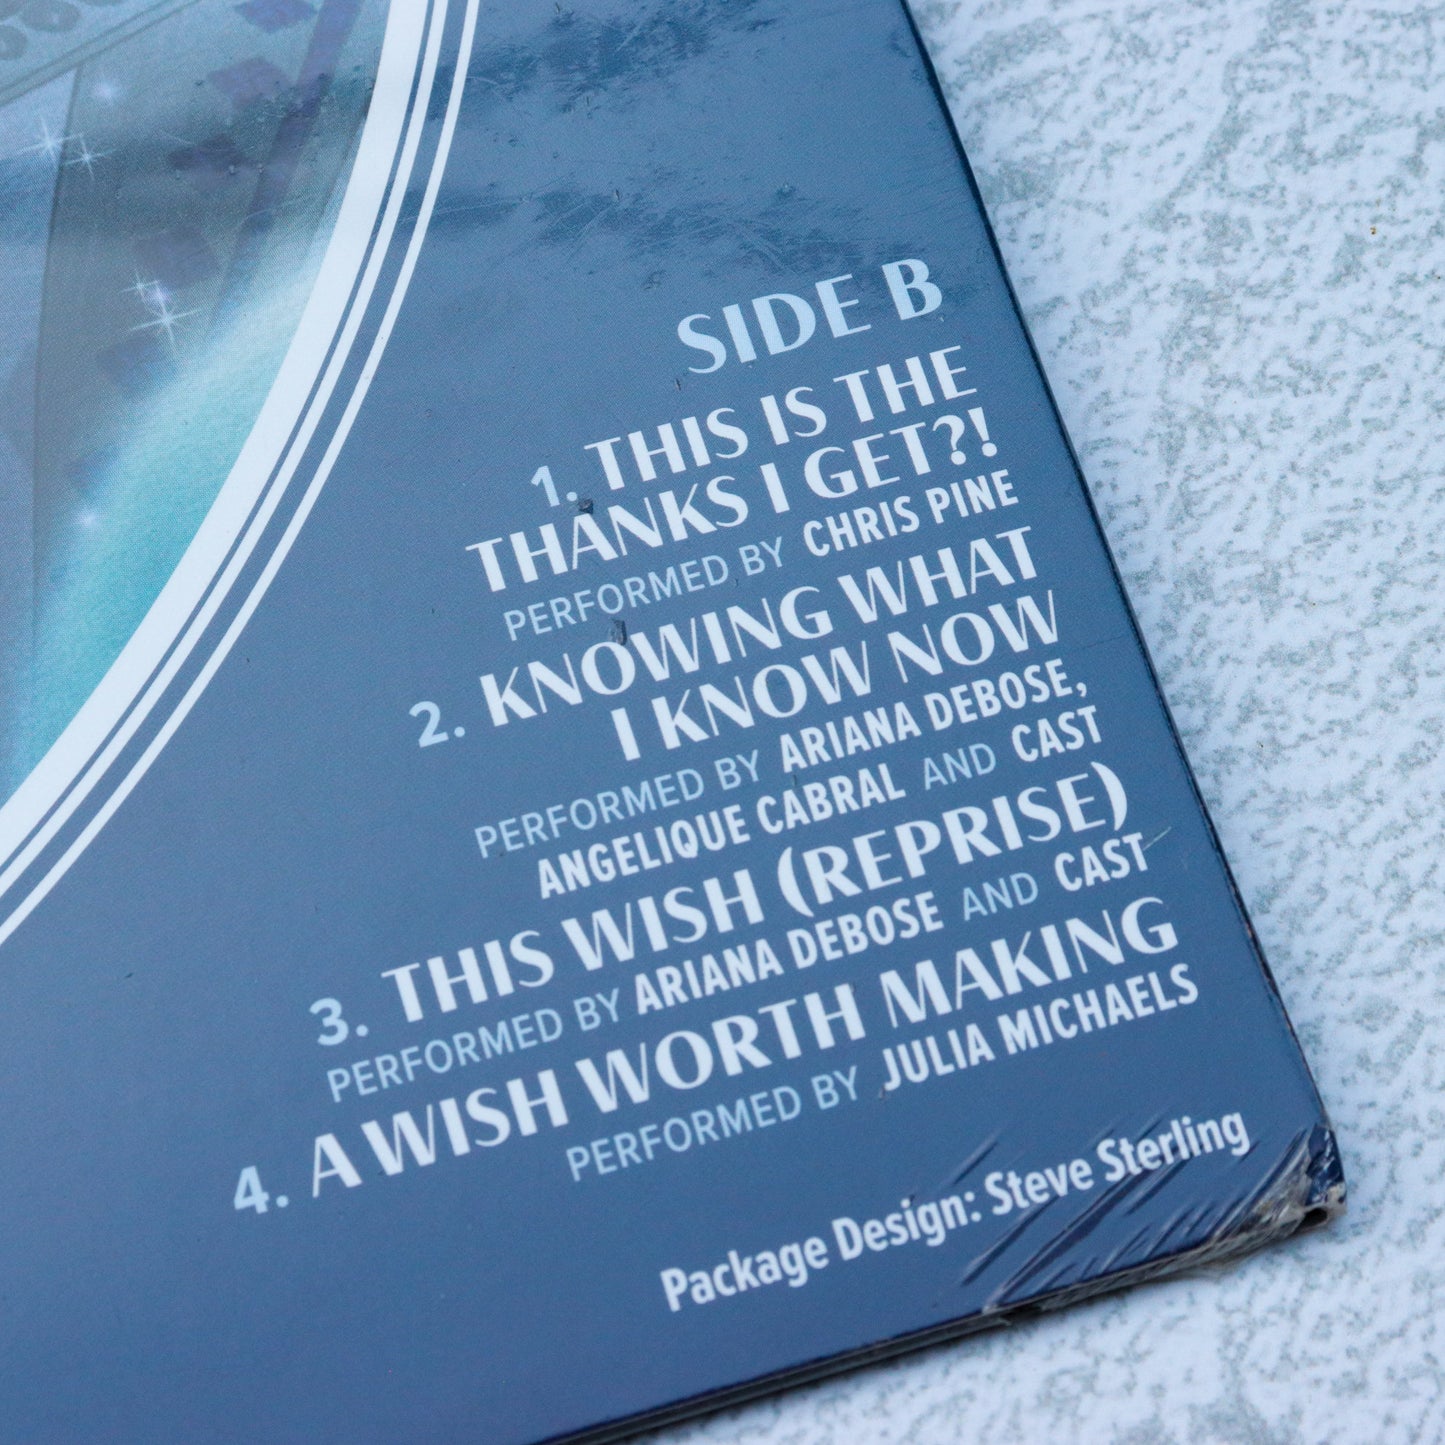 SIDE B
1. THIS IS THE
THANKS I GET?!
PERFORMED BY CHRIS PINE
2. KNOWING WHAT
I KNOW NOW
PERFORMED BY ARIANA DEBOSE,
ANGELIQUE CABRAL AND CAST
3. THIS WISH (REPRISE)
PERFORMED BY ARIANA DEBOSE AND CAST
4. A WISH WORTH MAKING
PERFORMED BY JULIA MICHAELS
Package Design: Steve Sterling